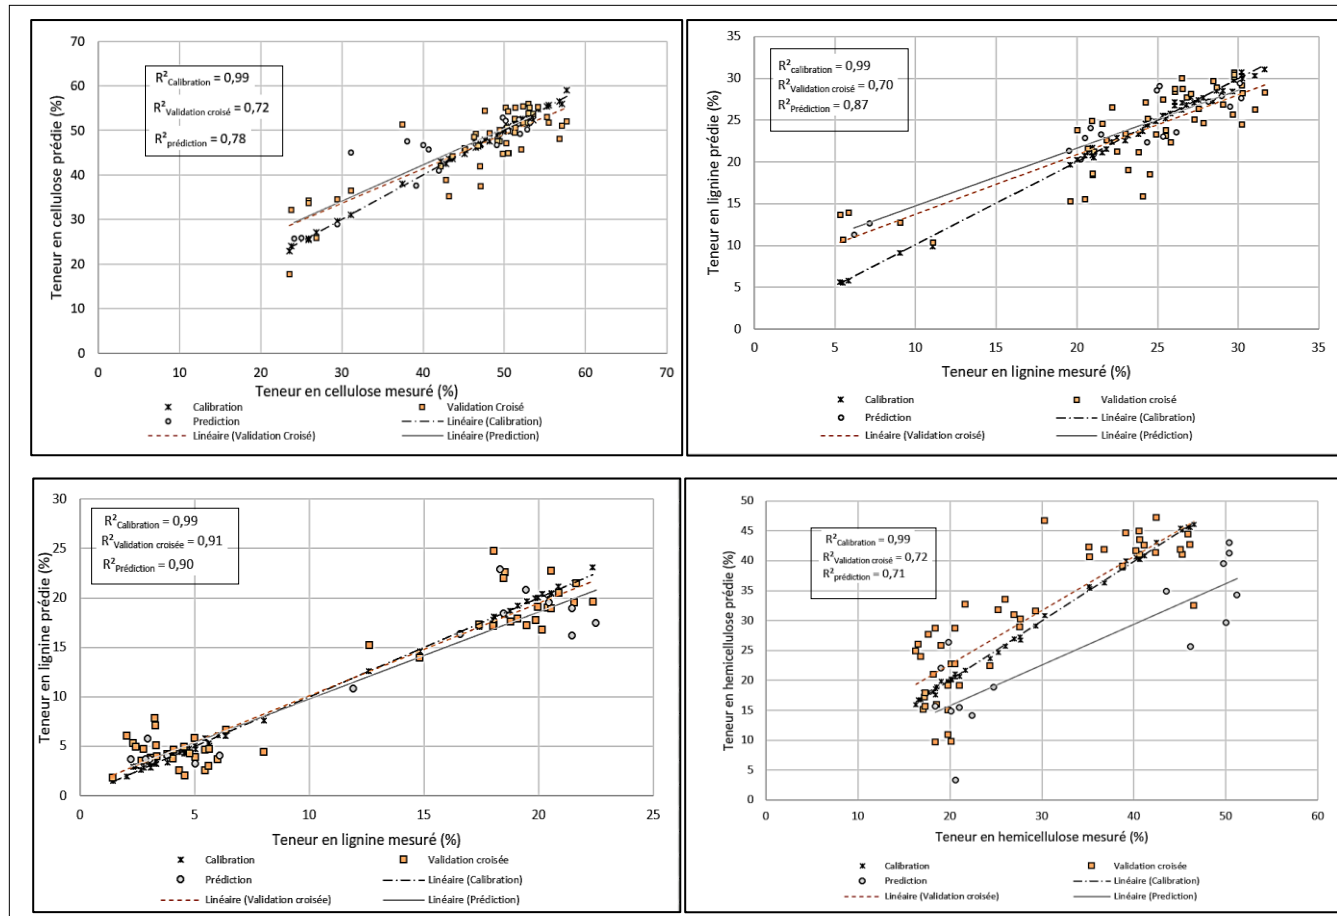 R²Calibration = 0,99
R²Validation croisé = 0,72
R²prédiction = 0,78
Teneur en cellulose prédie (%)
70
60
50
40
30
20
10
0
0 10 20 30 40 50 60 70
Teneur en cellulose mesuré (%)
Calibration Validation Croisé
Prediction Linéaire (Calibration)
Linéaire (Validation Croisé) Linéaire (Prediction)
R²calibration = 0,99
R²Validation croisé = 0,70
R²Prédiction = 0,87
Teneur en lignine prédie (%)
35
30
25
20
15
10
5
0
0 5 10 15 20 25 30 35
Teneur en lignine mesuré (%)
Calibration Validation croisé
Prédiction Linéaire (Calibration)
Linéaire (Validation croisé) Linéaire (Prédiction)
R²Calibration = 0,99
R²Validation croisée = 0,91
R²Prédiction = 0,90
Teneur en lignine prédie (%)
30
25
20
15
10
5
0
0 5 10 15 20 25
Teneur en lignine mesuré (%)
Calibration Validation croisée
Prédiction Linéaire (Calibration)
Linéaire (Validation croisée) Linéaire (Prédiction)
R²Calibration = 0,99
R²Validation croisé = 0,72
R²prédiction = 0,71
Teneur en hemicellulose prédie (%)
50
45
40
35
30
25
20
15
10
5
0
0 10 20 30 40 50 60
Teneur en hemicellulose mesuré (%)
Calibration Validation croisée
Prédiction Linéaire (Calibration)
Linéaire (Validation croisée) Linéaire (Prédiction)